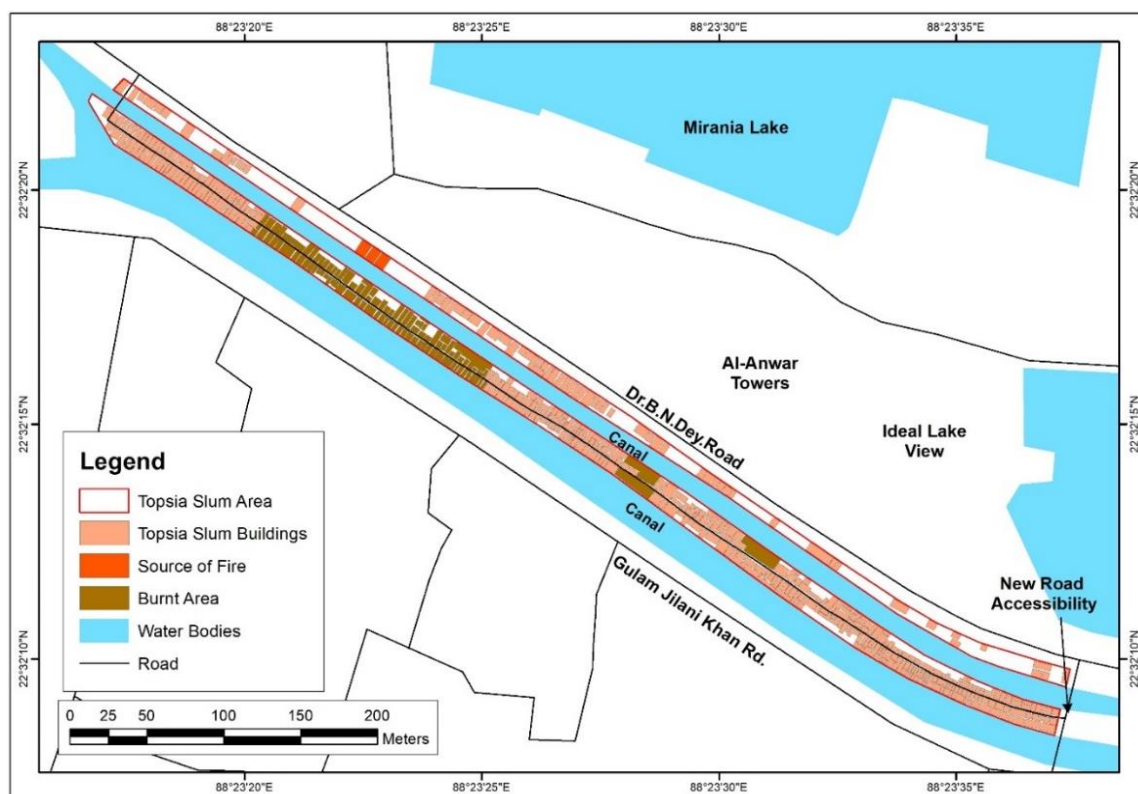 88°23'20"E
88°23'25"E
88°23'30"E
88°23'35"E
22°32'20"N
22°32'20"N
22°32'15"N
22°32'15"N
22°32'10"N
22°32'10"N
Mirania Lake
Al-Anwar
Towers
Ideal Lake
View
Dr.B.N.Dey.Road
Canal
Canal
Gulam Jilani Khan Rd.
New Road
Accessibility
Legend
Topsia Slum Area
Topsia Slum Buildings
Source of Fire
Burnt Area
Water Bodies
Road
0 25 50 100 150 200
Meters
88°23'20"E
88°23'25"E
88°23'30"E
88°23'35"E